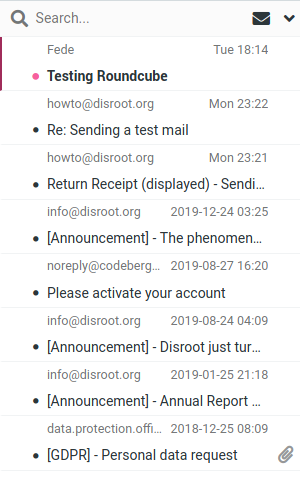 Search...
Fede Tue 18:14
Testing Roundcube
howto@disroot.org Mon 23:22
Re: Sending a test mail
howto@disroot.org Mon 23:21
Return Receipt (displayed) - Sendi...
info@disroot.org 2019-12-24 03:25
[Announcement] - The phenomen...
noreply@codeberg... 2019-08-27 16:20
Please activate your account
info@disroot.org 2019-08-24 04:09
[Announcement] - Disroot just tur...
info@disroot.org 2019-01-25 21:18
[Announcement] - Annual Report ...
data.protection.offi... 2018-12-25 08:09
[GDPR] - Personal data request